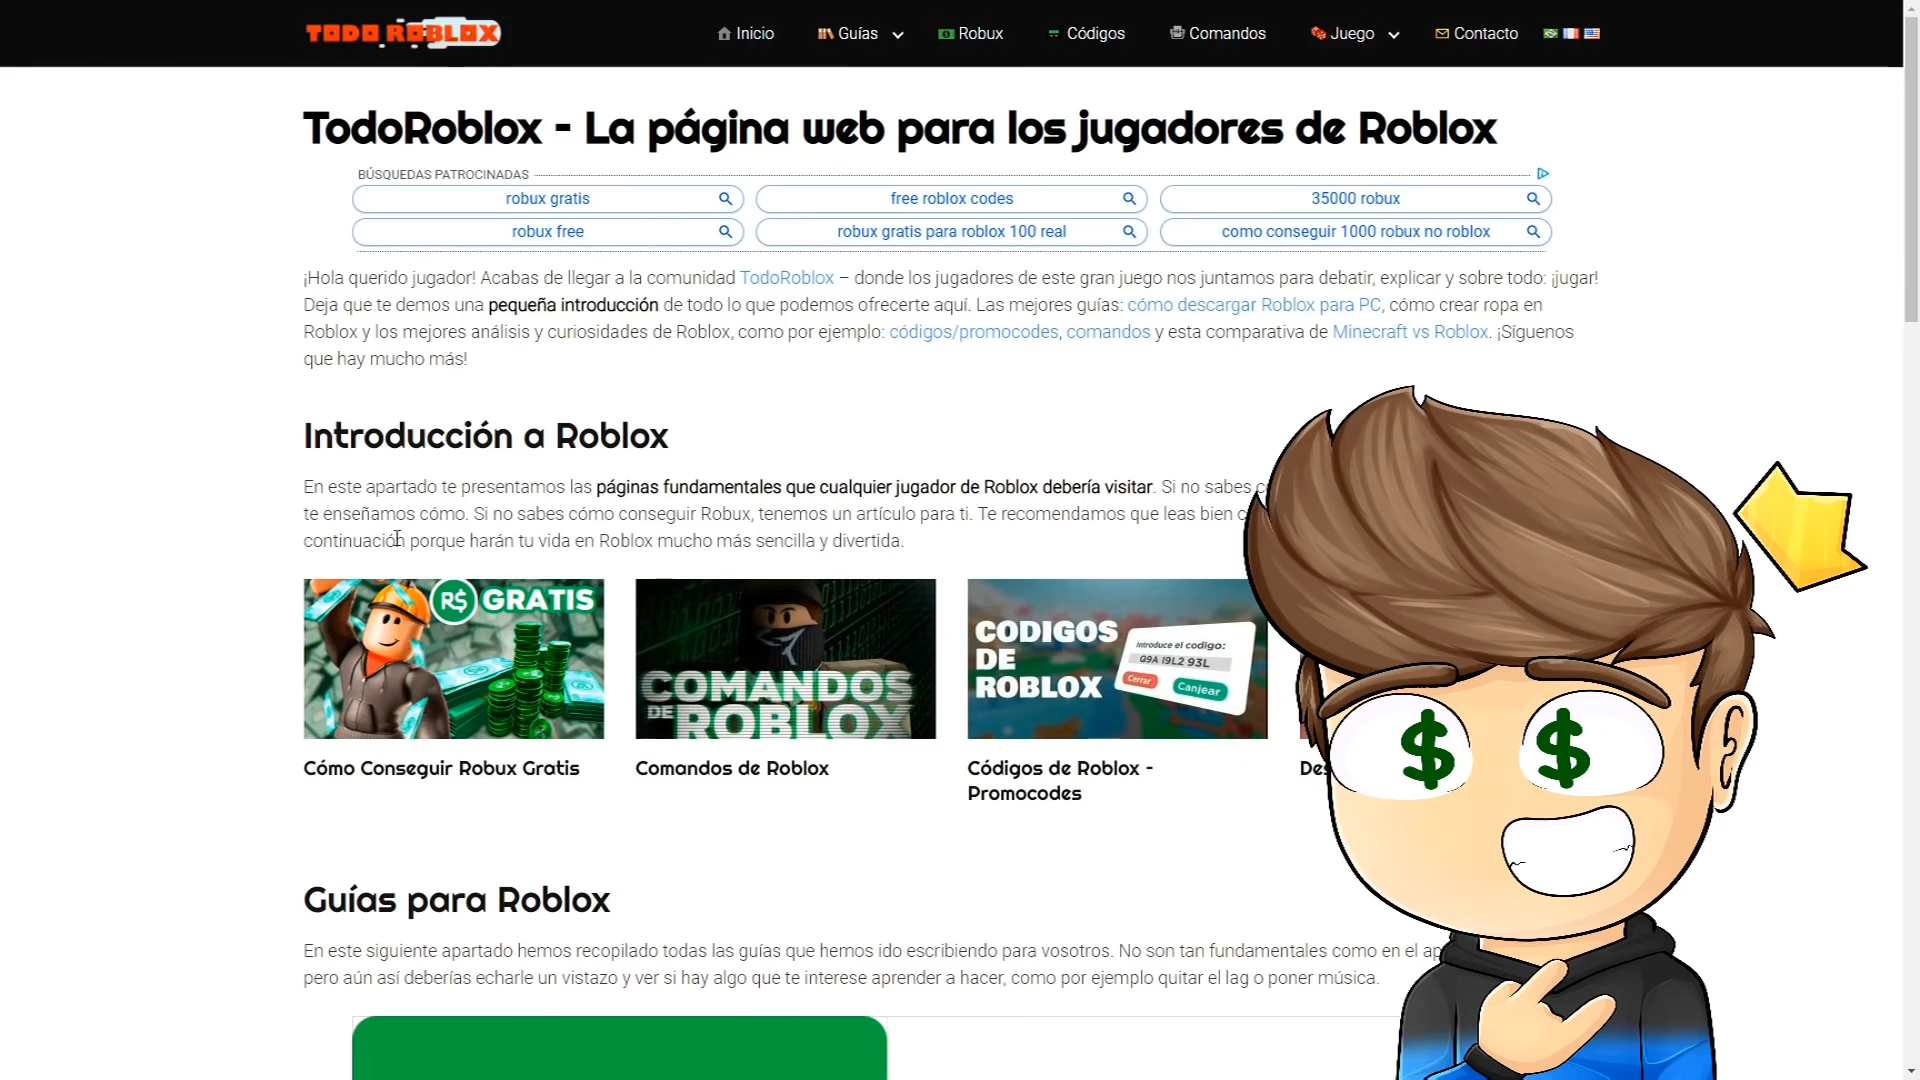 TODO ROBLOX
Inicio
Guías
Robux
Códigos
Comandos
Juego
Contacto
TodoRoblox - La página web para los jugadores de Roblox
BÚSQUEDAS PATROCINADAS
robux gratis
free roblox codes
35000 robux
robux free
robux gratis para roblox 100 real
como conseguir 1000 robux no roblox
¡Hola querido jugador! Acabas de llegar a la comunidad TodoRoblox – donde los jugadores de este gran juego nos juntamos para debatir, explicar y sobre todo: ¡jugar!
Deja que te demos una pequeña introducción de todo lo que podemos ofrecerte aquí. Las mejores guías: cómo descargar Roblox para PC, cómo crear ropa en
Roblox y los mejores análisis y curiosidades de Roblox, como por ejemplo: códigos/promocodes, comandos y esta comparativa de Minecraft vs Roblox. ¡Síguenos
que hay mucho más!
Introducción a Roblox
En este apartado te presentamos las páginas fundamentales que cualquier jugador de Roblox debería visitar. Si no sabes
te enseñamos cómo. Si no sabes cómo conseguir Robux, tenemos un artículo para ti. Te recomendamos que leas bien
continuación porque harán tu vida en Roblox mucho más sencilla y divertida.
R$ GRATIS
COMANDOS
DE ROBLOX
CODIGOS
DE
ROBLOX
Introduce el codigo:
Q9A I9L2 93L
Cerrar
Canjear
Cómo Conseguir Robux Gratis
Comandos de Roblox
Códigos de Roblox -
Promocodes
Des
$ $
Guías para Roblox
En este siguiente apartado hemos recopilado todas las guías que hemos ido escribiendo para vosotros. No son tan fundamentales como en el ap
pero aún así deberías echarle un vistazo y ver si hay algo que te interese aprender a hacer, como por ejemplo quitar el lag o poner música.